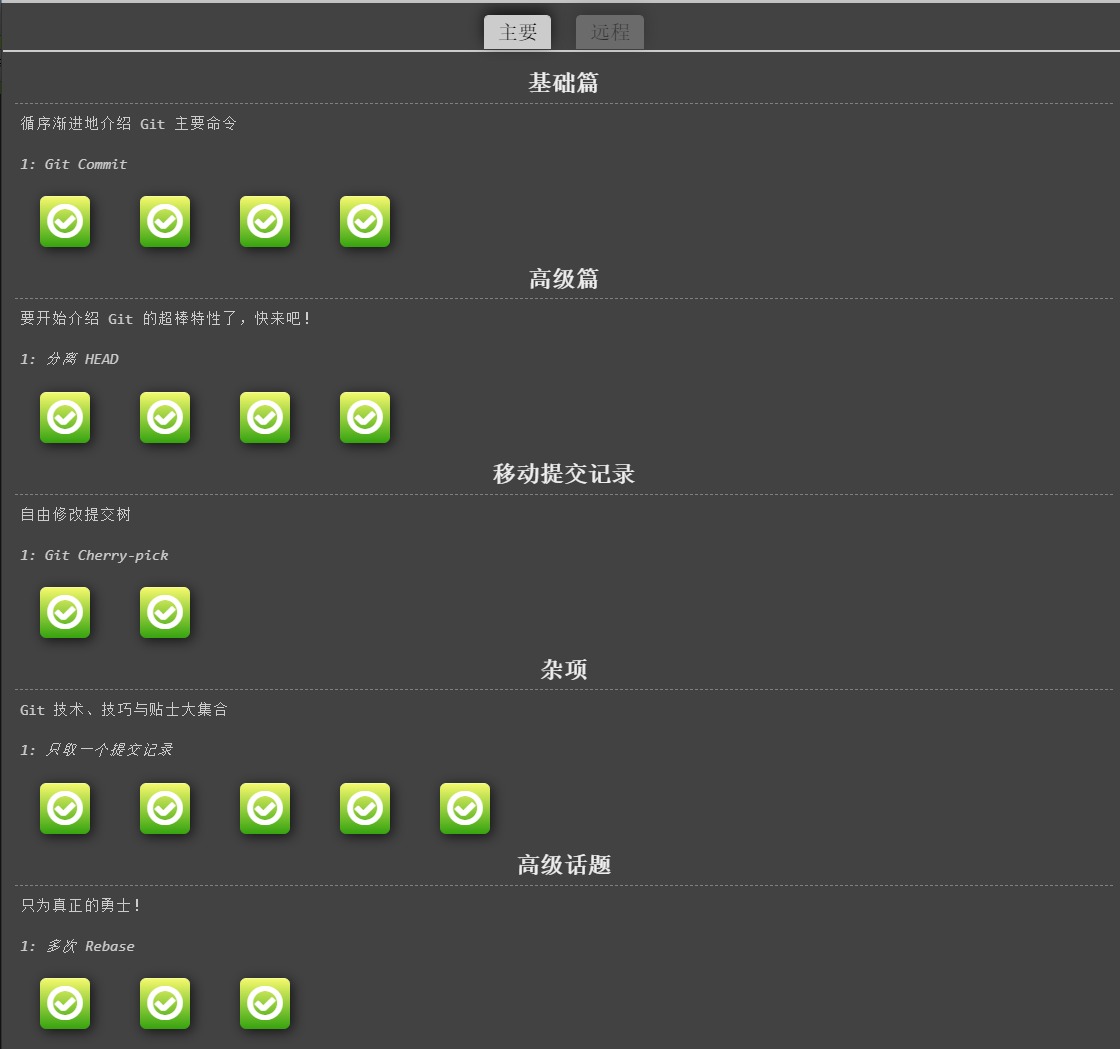 主要
远程
基础篇
循序渐进地介绍 Git 主要命令
1: Git Commit
高级篇
要开始介绍 Git 的超棒特性了，快来吧！
1: 分离 HEAD
移动提交记录
自由修改提交树
1: Git Cherry-pick
杂项
Git 技术、技巧与贴士大集合
1: 只取一个提交记录
高级话题
只为真正的勇士！
1: 多次 Rebase